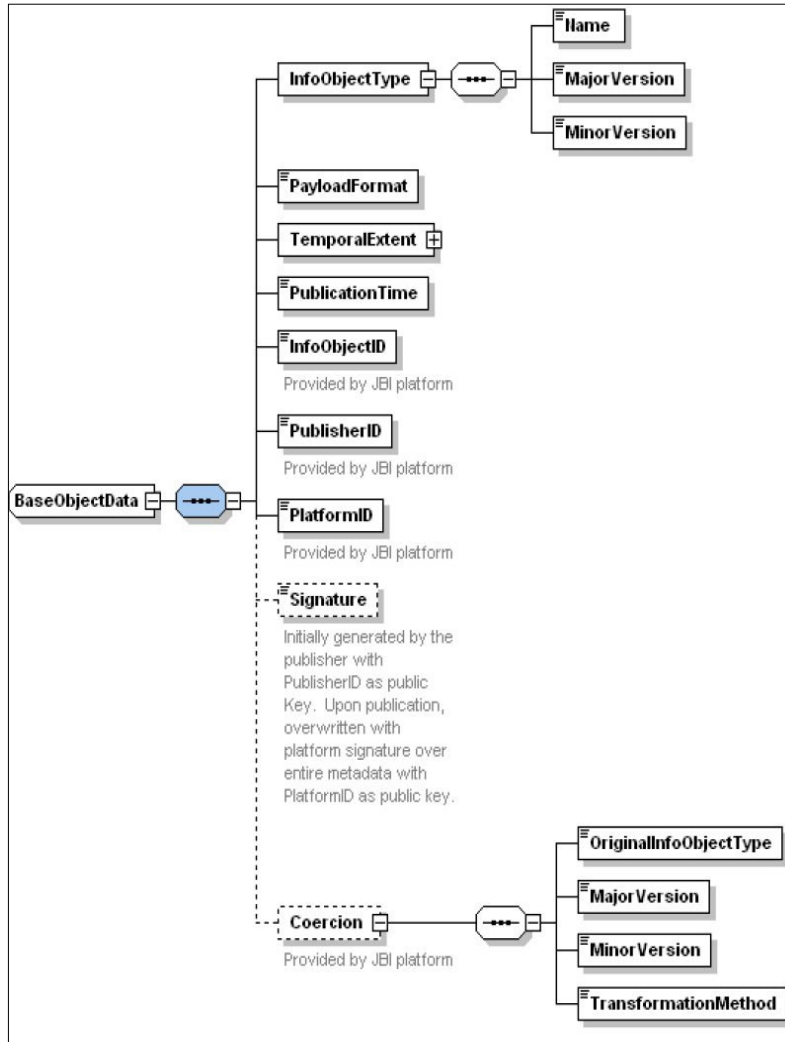 Name
InfoObjectType
MajorVersion
MinorVersion
PayloadFormat
TemporalExtent
PublicationTime
InfoObjectID
Provided by JBI platform
PublisherID
Provided by JBI platform
BaseObjectData
PlatformID
Provided by JBI platform
Signature
Initially generated by the
publisher with
PublisherID as public
Key. Upon publication,
overwritten with
platform signature over
entire metadata with
PlatformID as public key.
OriginalInfoObjectType
MajorVersion
Coercion
MinorVersion
Provided by JBI platform
TransformationMethod